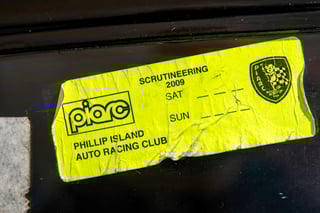 SCRUTINEERING
2009
SAT
SUN
piarc
PHILLIP ISLAND
AUTO RACING CLUB